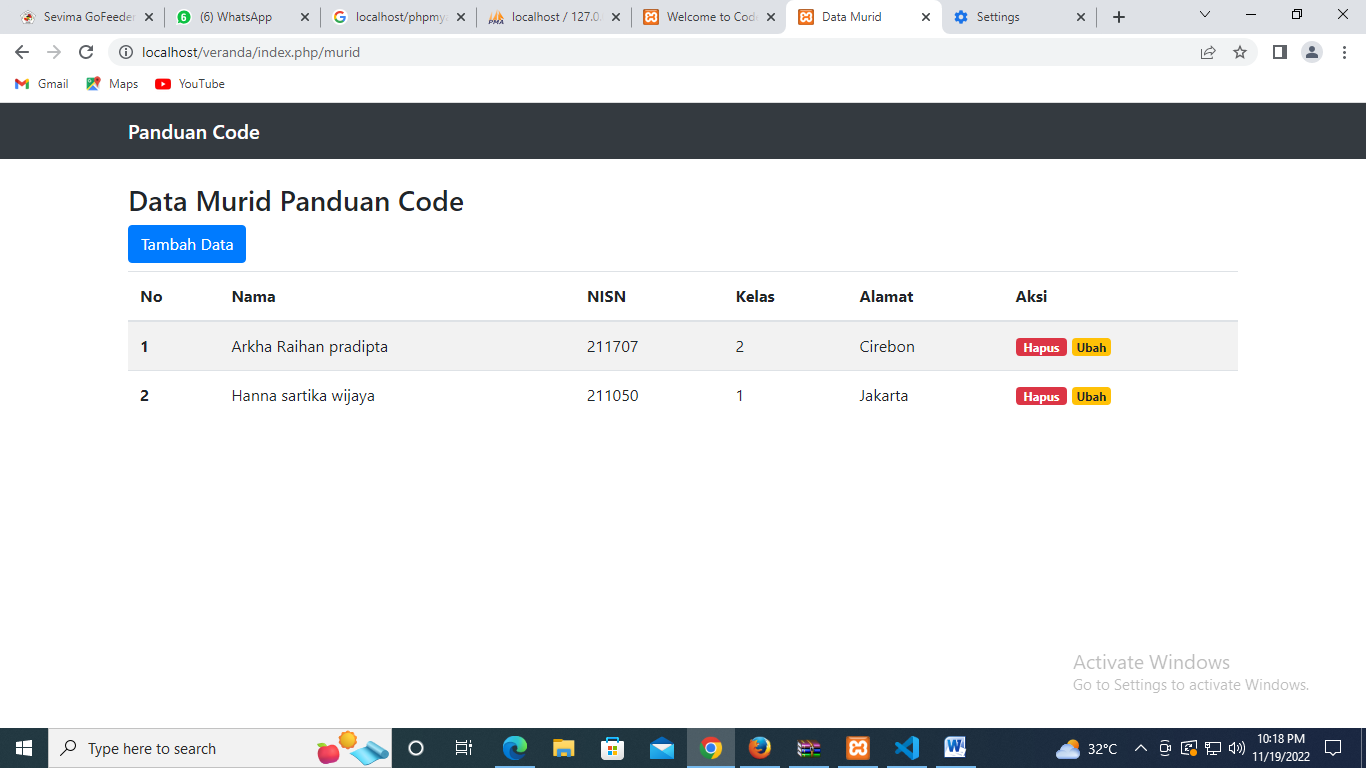 Sevima GoFeeder
(6) WhatsApp
localhost/phpmy
localhost / 127.0.
Welcome to Cod
Data Murid
Settings
localhost/veranda/index.php/murid
Gmail Maps YouTube
Panduan Code
Data Murid Panduan Code
Tambah Data
No Nama NISN Kelas Alamat Aksi
1 Arkha Raihan pradipta 211707 2 Cirebon Hapus Ubah
2 Hanna sartika wijaya 211050 1 Jakarta Hapus Ubah
Activate Windows
Go to Settings to activate Windows.
Type here to search
32°C
10:18 PM
11/19/2022